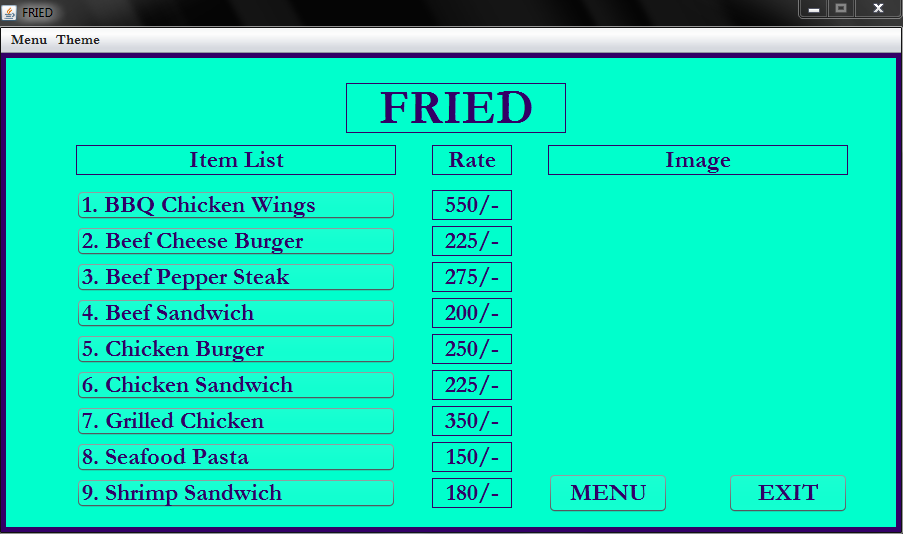 FRIED
Menu Theme
FRIED
Item List Rate Image
1. BBQ Chicken Wings 550/-
2. Beef Cheese Burger 225/-
3. Beef Pepper Steak 275/-
4. Beef Sandwich 200/-
5. Chicken Burger 250/-
6. Chicken Sandwich 225/-
7. Grilled Chicken 350/-
8. Seafood Pasta 150/-
9. Shrimp Sandwich 180/- MENU EXIT